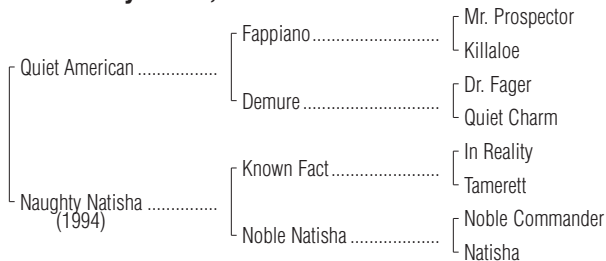 Mr. Prospector
Fappiano
Killaloe
Quiet American
Dr. Fager
Demure
Quiet Charm
In Reality
Known Fact
Tamerett
Naughty Natisha
(1994)
Noble Commander
Noble Natisha
Natisha